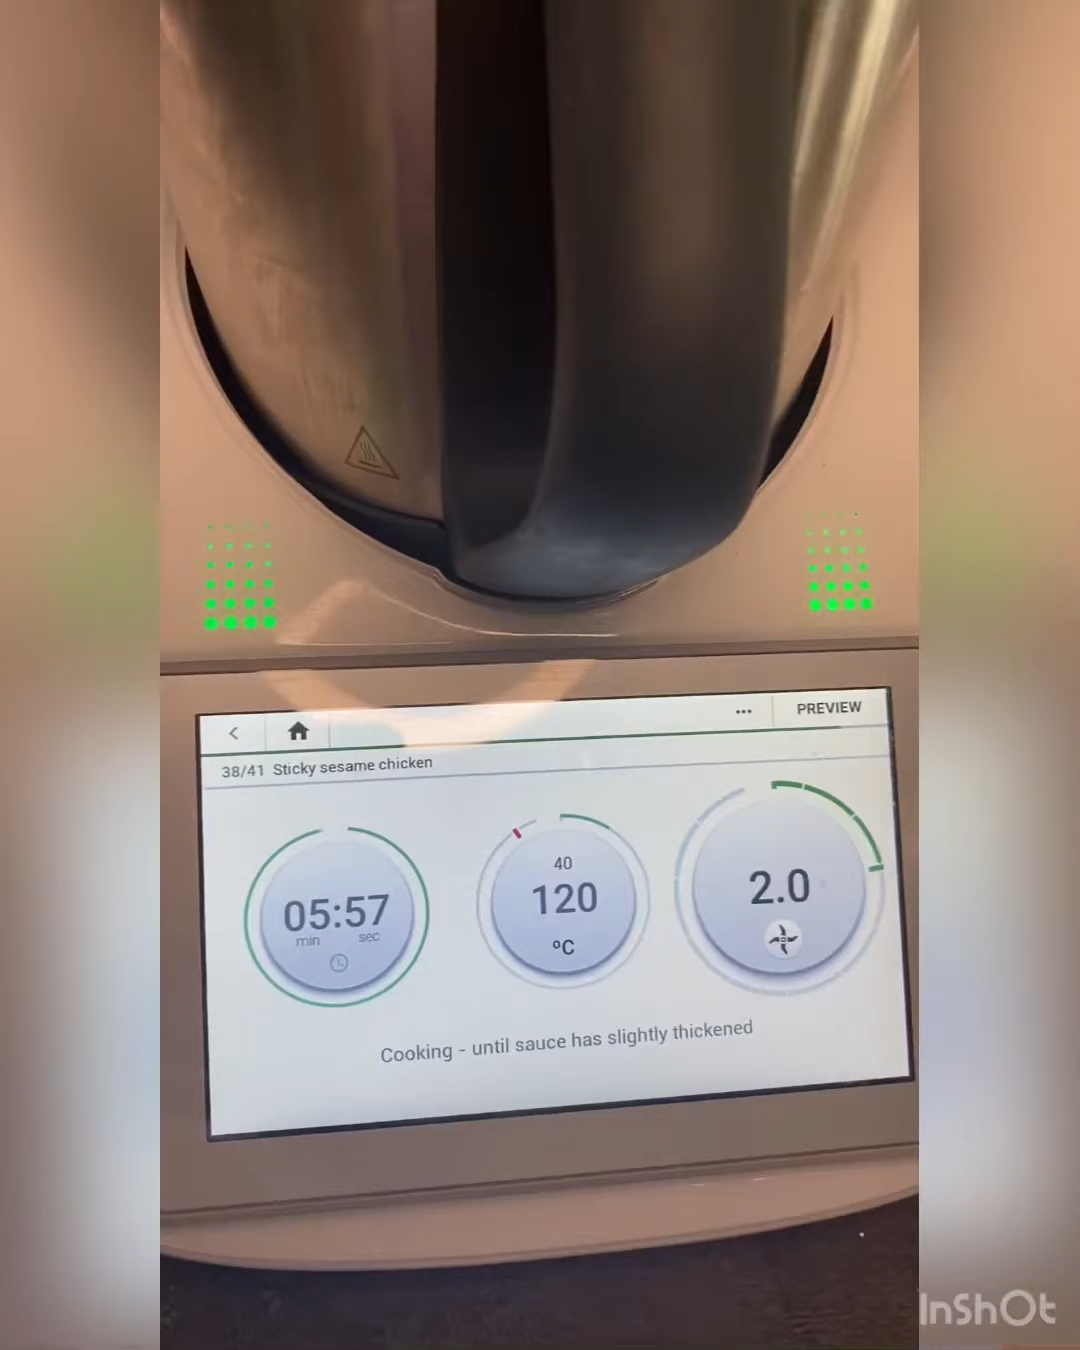 PREVIEW
38/41 Sticky sesame chicken
05:57
min sec
40
120
ºC
2.0
Cooking - until sauce has slightly thickened
InShOt